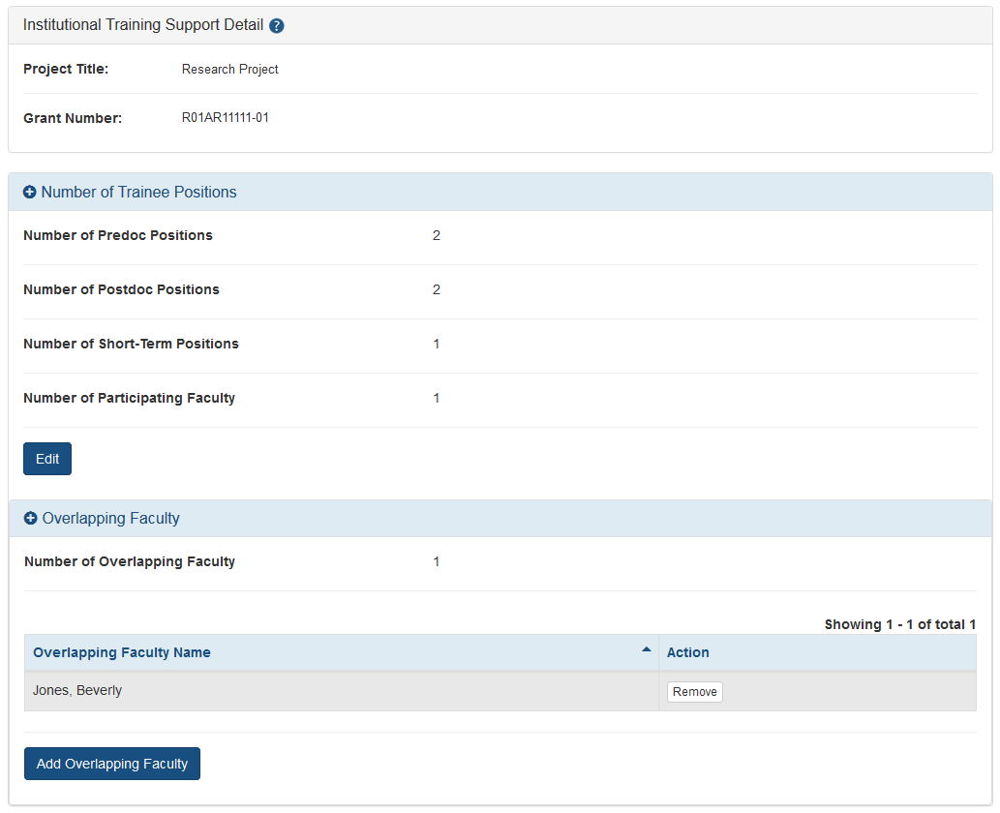 Institutional Training Support Detail ?
Project Title: Research Project
Grant Number: R01AR11111-01
Number of Trainee Positions
Number of Predoc Positions 2
Number of Postdoc Positions 2
Number of Short-Term Positions 1
Number of Participating Faculty 1
Edit
Overlapping Faculty
Number of Overlapping Faculty 1
Showing 1 - 1 of total 1
Overlapping Faculty Name Action
Jones, Beverly Remove
Add Overlapping Faculty